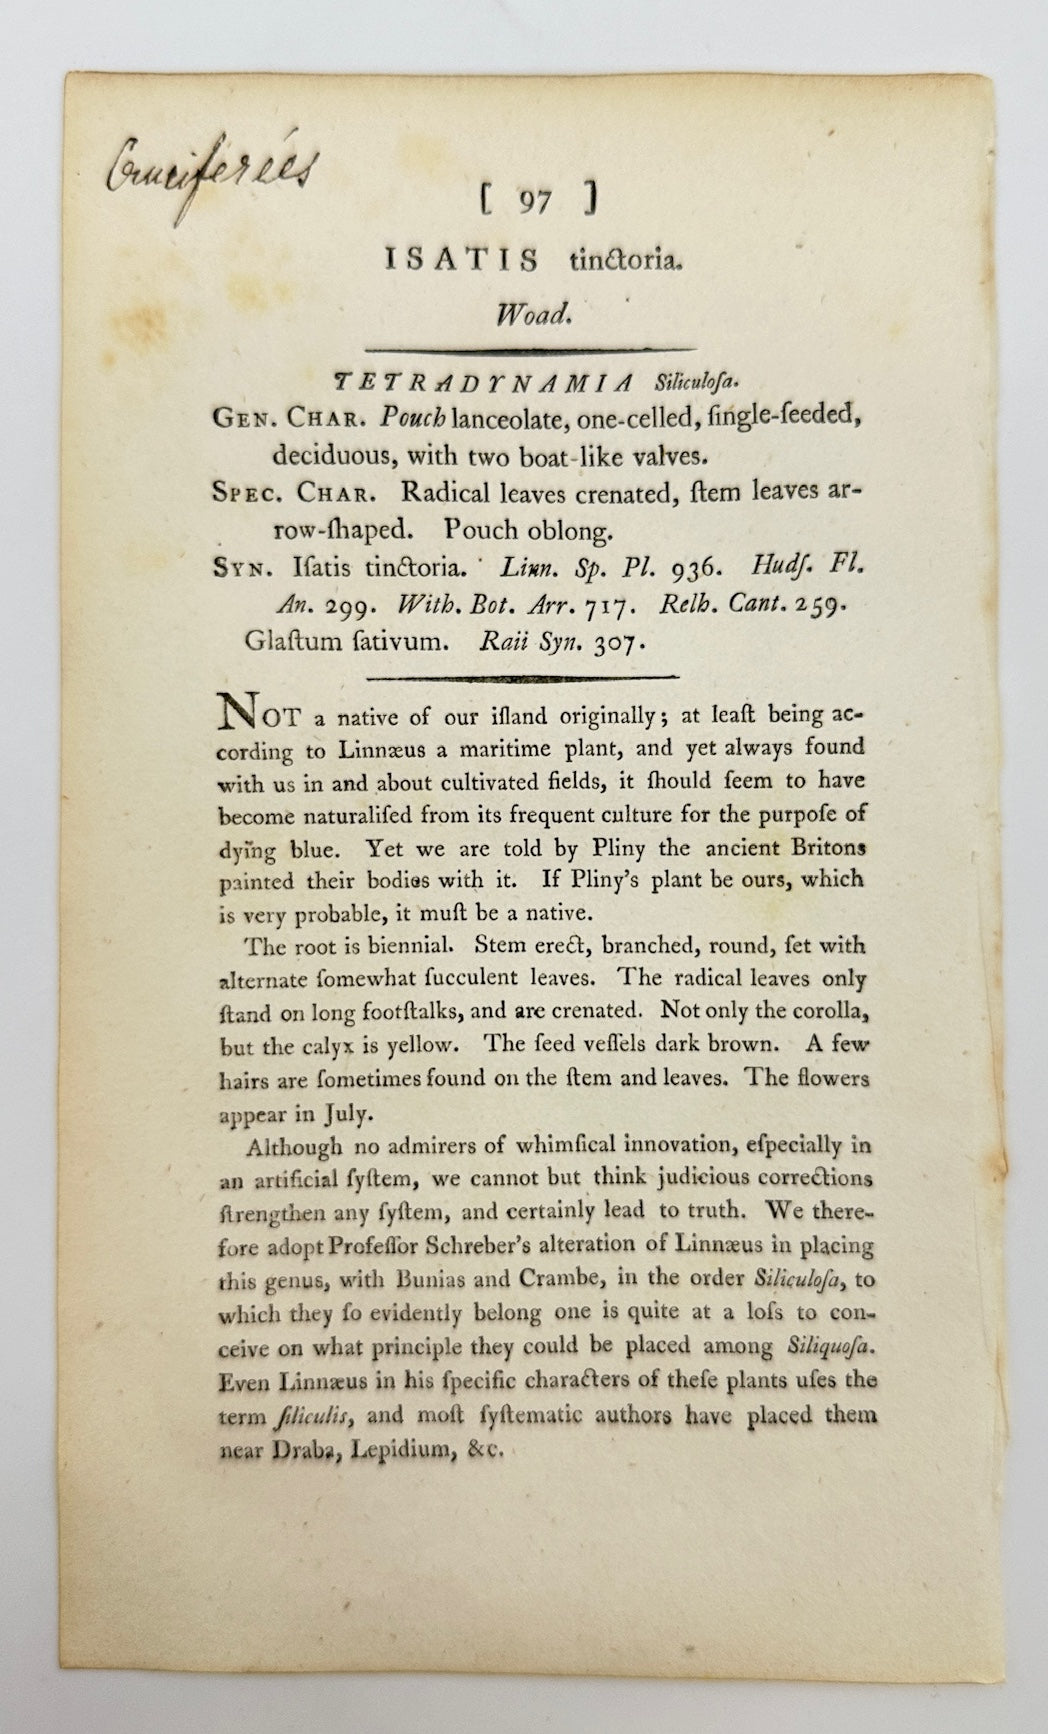 Cruciferées
[ 97 ]
ISATIS tinctoria.
Woad.
TETRADYNAMIA Siliculoſa.
GEN. CHAR. Pouch lanceolate, one-celled, ſingle-ſeeded,
deciduous, with two boat-like valves.
SPEC. CHAR. Radical leaves crenated, ſtem leaves ar-
row-ſhaped. Pouch oblong.
SYN. Iſatis tinctoria. Linn. Sp. Pl. 936. Hudſ. Fl.
An. 299. With. Bot. Arr. 717. Relh. Cant. 259.
Glaſtum ſativum. Raii Syn. 307.
NOT a native of our iſland originally; at leaſt being ac-
cording to Linnæus a maritime plant, and yet always found
with us in and about cultivated fields, it ſhould ſeem to have
become naturaliſed from its frequent culture for the purpoſe of
dying blue. Yet we are told by Pliny the ancient Britons
painted their bodies with it. If Pliny's plant be ours, which
is very probable, it muſt be a native.
The root is biennial. Stem erect, branched, round, ſet with
alternate ſomewhat ſucculent leaves. The radical leaves only
ſtand on long footſtalks, and are crenated. Not only the corolla,
but the calyx is yellow. The ſeed veſſels dark brown. A few
hairs are ſometimes found on the ſtem and leaves. The flowers
appear in July.
Although no admirers of whimſical innovation, eſpecially in
an artificial ſyſtem, we cannot but think judicious corrections
ſtrengthen any ſyſtem, and certainly lead to truth. We there-
fore adopt Profeſſor Schreber's alteration of Linnæus in placing
this genus, with Bunias and Crambe, in the order Siliculoſa, to
which they ſo evidently belong one is quite at a loſs to con-
ceive on what principle they could be placed among Siliquoſa.
Even Linnæus in his ſpecific characters of theſe plants uſes the
term ſiliculis, and moſt ſyſtematic authors have placed them
near Draba, Lepidium, &c.